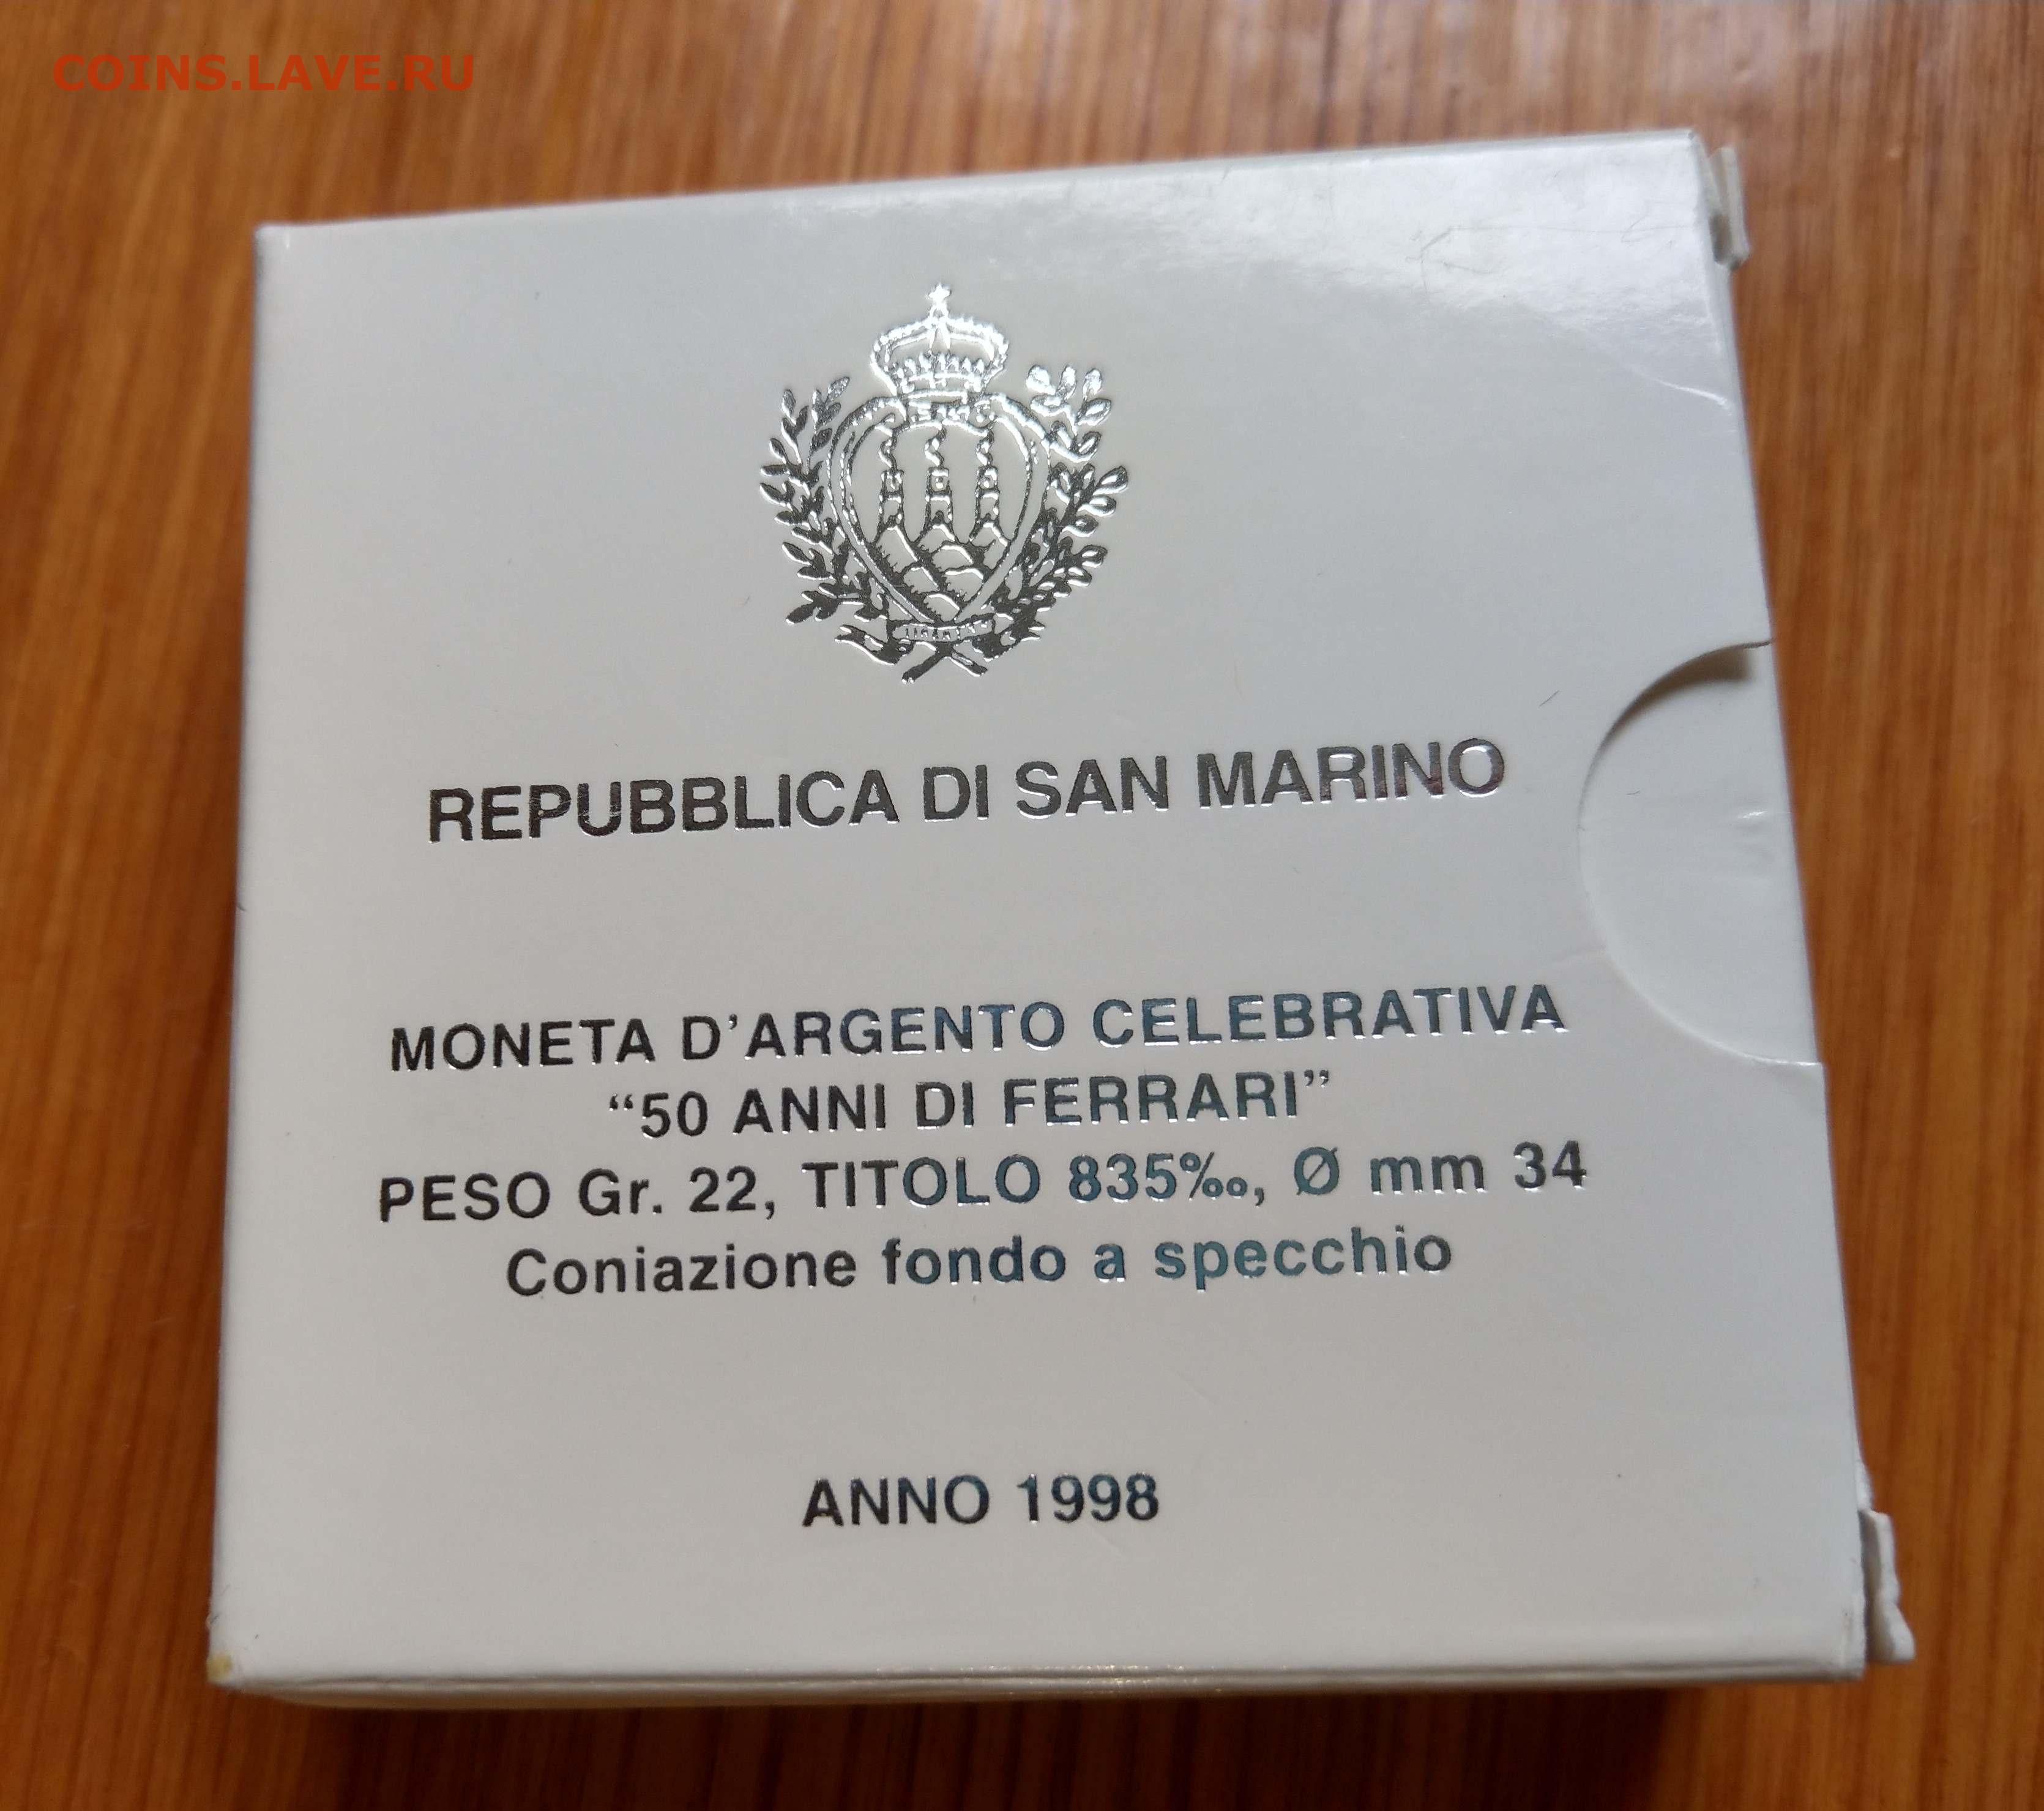 COINS.LAVE.RU
REPUBBLICA DI SAN MARINO
MONETA D'ARGENTO CELEBRATIVA
“50 ANNI DI FERRARI”
PESO Gr. 22, TITOLO 835‰, Ø mm 34
Coniazione fondo a specchio
ANNO 1998